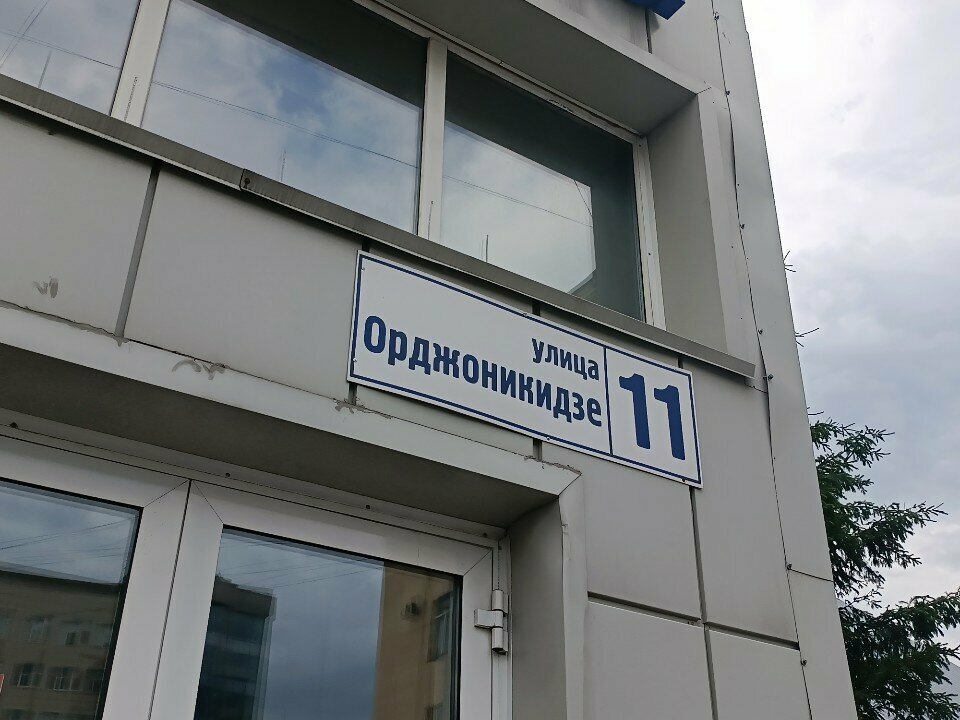 улица
Орджоникидзе
11